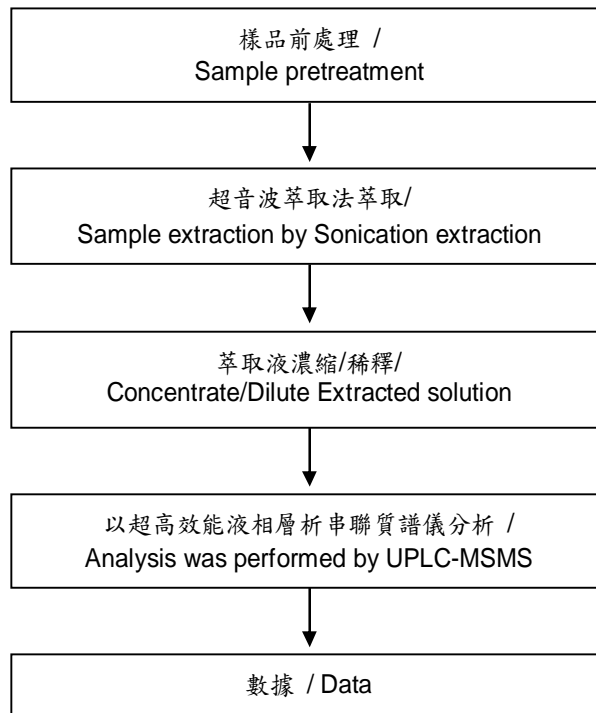 樣品前處理 /
Sample pretreatment
超音波萃取法萃取/
Sample extraction by Sonication extraction
萃取液濃縮/稀釋/
Concentrate/Dilute Extracted solution
以超高效能液相層析串聯質譜儀分析 /
Analysis was performed by UPLC-MSMS
數據 / Data